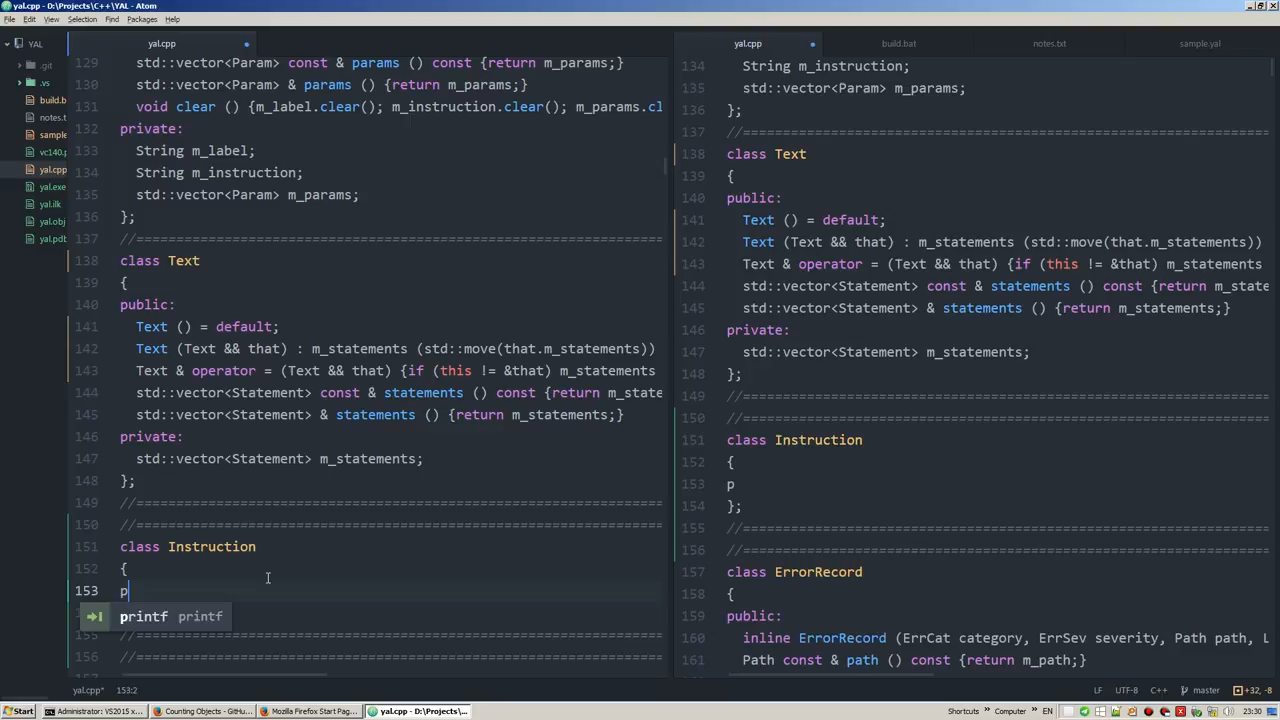 yal.cpp - D:\Projects\C++\YAL - Atom
File Edit View Selection Find Packages Help
YAL
.git
.vs
build.b
notes.t
sample
vc140.p
yal.cpp
yal.exe
yal.ilk
yal.obj
yal.pdb
yal.cpp
129 std::vector<Param> const & params () const {return m_params;}
130 std::vector<Param> & params () {return m_params;}
131 void clear () {m_label.clear(); m_instruction.clear(); m_params.cl
132 private:
133 String m_label;
134 String m_instruction;
135 std::vector<Param> m_params;
136 };
137 //==================================================================
138 class Text
139 {
140 public:
141 Text () = default;
142 Text (Text && that) : m_statements (std::move(that.m_statements))
143 Text & operator = (Text && that) {if (this != &that) m_statements
144 std::vector<Statement> const & statements () const {return m_state
145 std::vector<Statement> & statements () {return m_statements;}
146 private:
147 std::vector<Statement> m_statements;
148 };
149 //==================================================================
150 //==================================================================
151 class Instruction
152 {
153 p
printf printf
155 //==================================================================
156 //==================================================================
yal.cpp build.bat notes.txt sample.yal
134 String m_instruction;
135 std::vector<Param> m_params;
136 };
137 //==================================================================
138 class Text
139 {
140 public:
141 Text () = default;
142 Text (Text && that) : m_statements (std::move(that.m_statements))
143 Text & operator = (Text && that) {if (this != &that) m_statements
144 std::vector<Statement> const & statements () const {return m_state
145 std::vector<Statement> & statements () {return m_statements;}
146 private:
147 std::vector<Statement> m_statements;
148 };
149 //==================================================================
150 //==================================================================
151 class Instruction
152 {
153 p
154 };
155 //==================================================================
156 //==================================================================
157 class ErrorRecord
158 {
159 public:
160 inline ErrorRecord (ErrCat category, ErrSev severity, Path path, L
161 Path const & path () const {return m_path;}
yal.cpp* 153:2
LF UTF-8 C++ master +32, -8
Start Administrator: VS2015 x... Counting Objects - GitHu... Mozilla Firefox Start Pag... yal.cpp - D:\Projects\... Shortcuts » Computer » EN 23:30